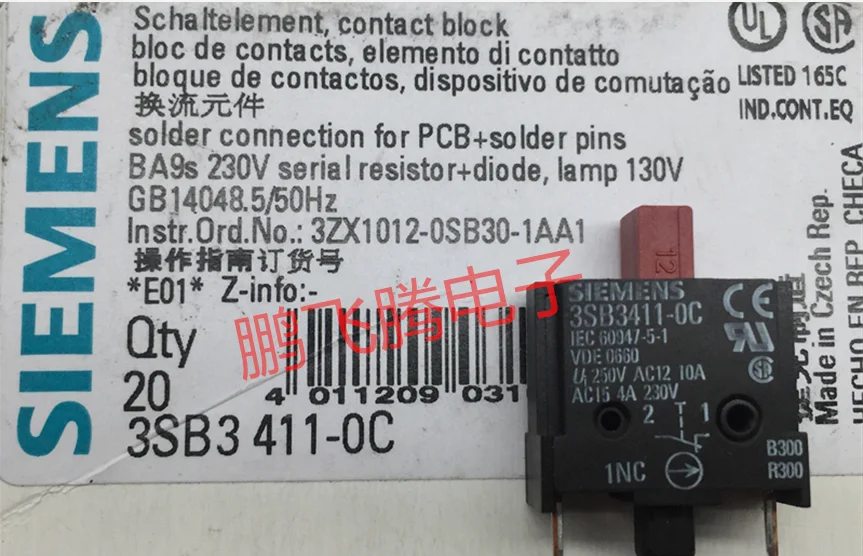 SIEMENS
Schaltelement, contact block
bloc de contacts, elemento di contatto
bloque de contactos, dispositivo de comutação
换流元件
solder connection for PCB+solder pins
BA9s 230V serial resistor+diode, lamp 130V
GB14048.5/50Hz
Instr.Ord.No.: 3ZX1012-0SB30-1AA1
操作指南订货号
*E01* Z-info:-
Qty
20
4 011209 031
3SB3 411-0C
UL SA
LISTED 165C
IND.CONT.EQ
Made in Czech Rep.
HECHO EN REP. CHECA
鹏飞腾电子
12
SIEMENS
3SB3411-0C
IEC 60947-5-1
VDE 0660
Ui 250V AC12 10A
AC15 4A 230V
CE
2 1
1NC
B300
R300